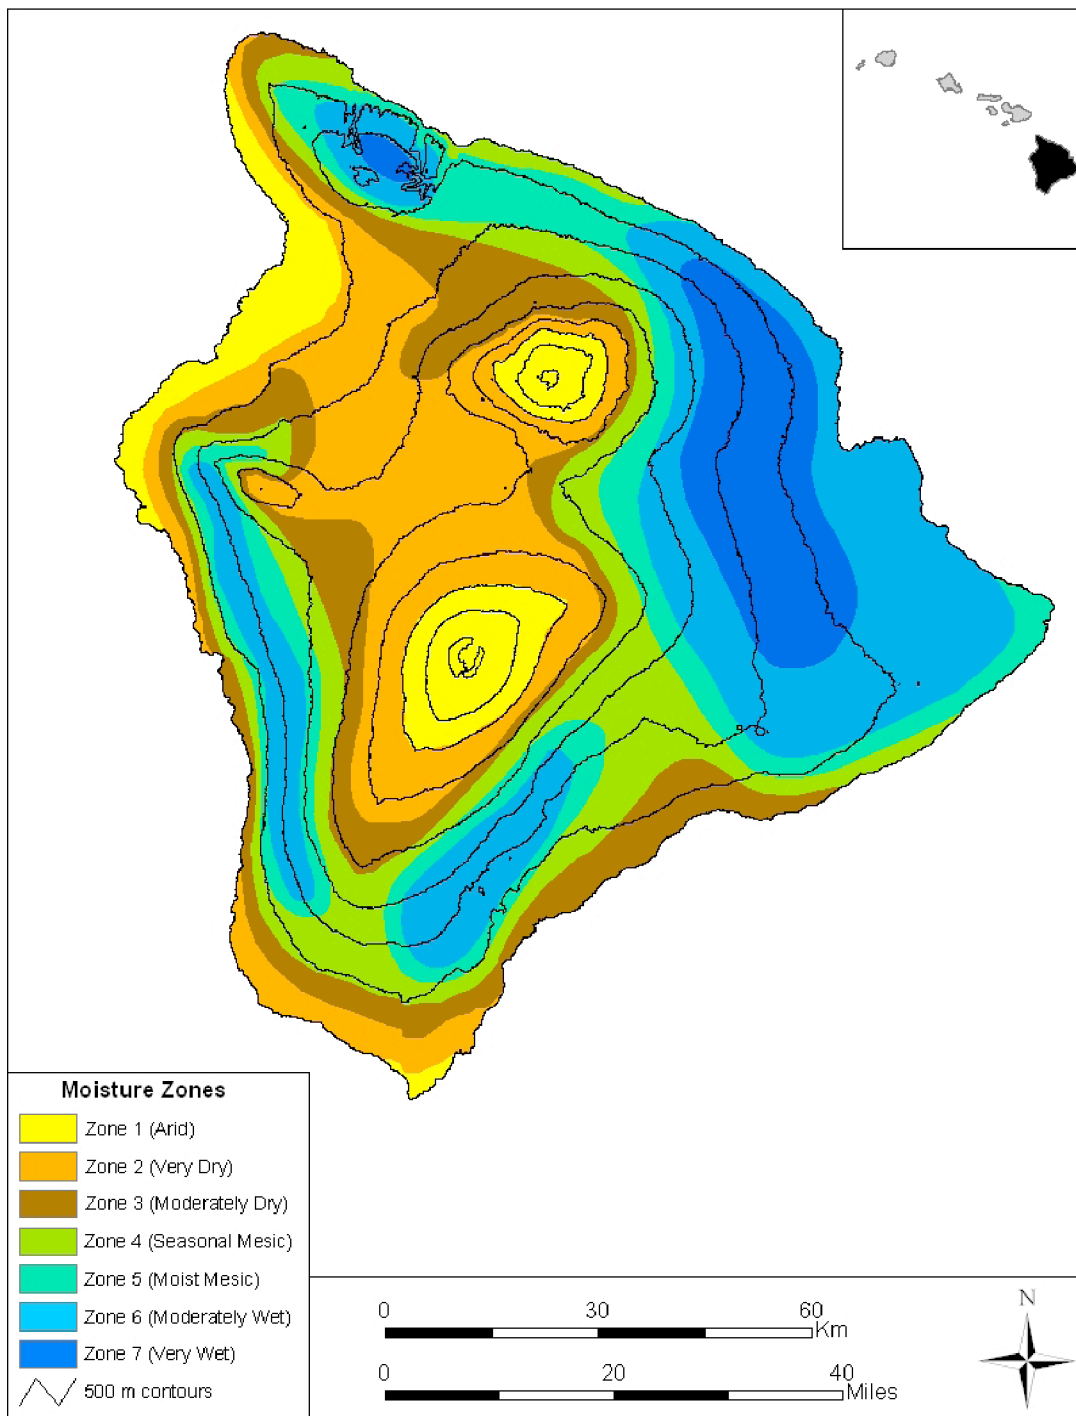 Moisture Zones
Zone 1 (Arid)
Zone 2 (Very Dry)
Zone 3 (Moderately Dry)
Zone 4 (Seasonal Mesic)
Zone 5 (Moist Mesic)
Zone 6 (Moderately Wet)
Zone 7 (Very Wet)
500 m contours
0 30 60
Km
0 20 40
Miles
N